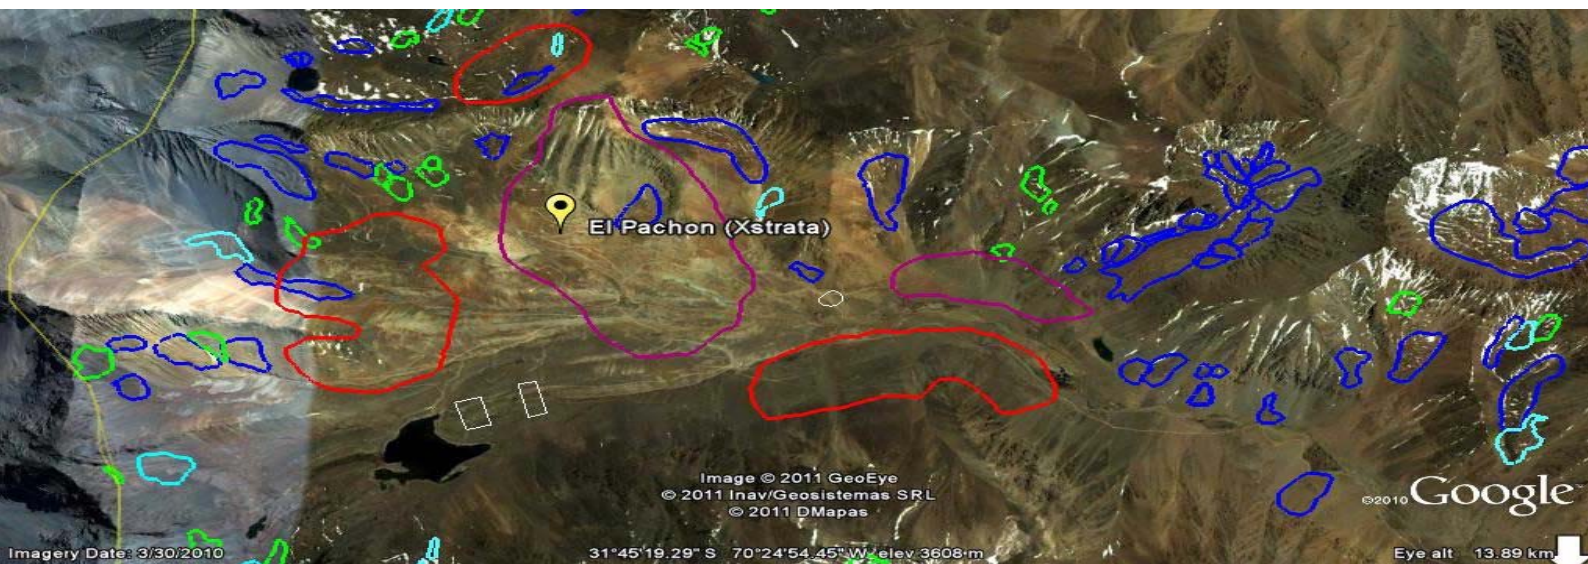 El Pachon (Xstrata)
Image © 2011 GeoEye
© 2011 Inav/Geosistemas SRL
© 2011 DMapas
©2010 Google
Imagery Date: 3/30/2010
31°45'19.29" S 70°24'54.45" W elev 3608 m
Eye alt 13.89 km